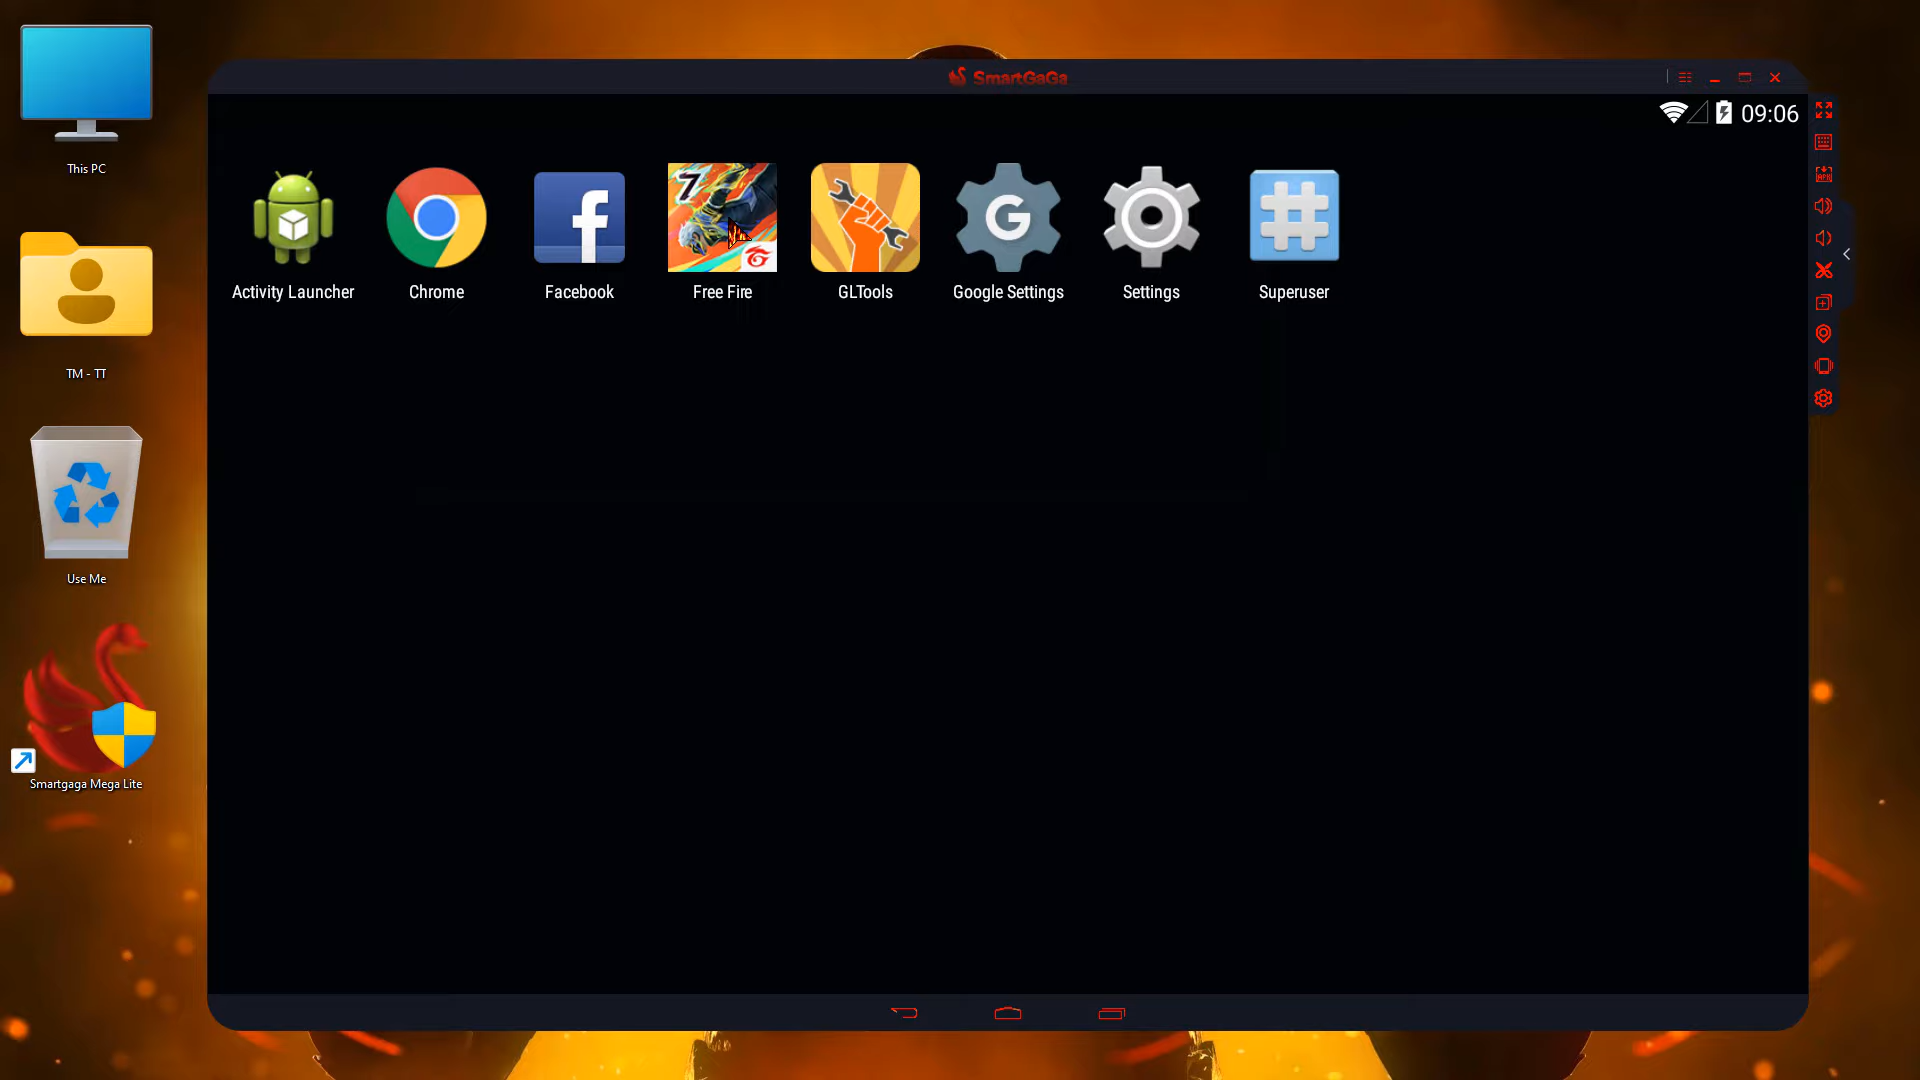 SmartGaGa
09:06
This PC
TM - TT
Use Me
Smartgaga Mega Lite
Activity Launcher
Chrome
Facebook
Free Fire
GLTools
Google Settings
Settings
Superuser